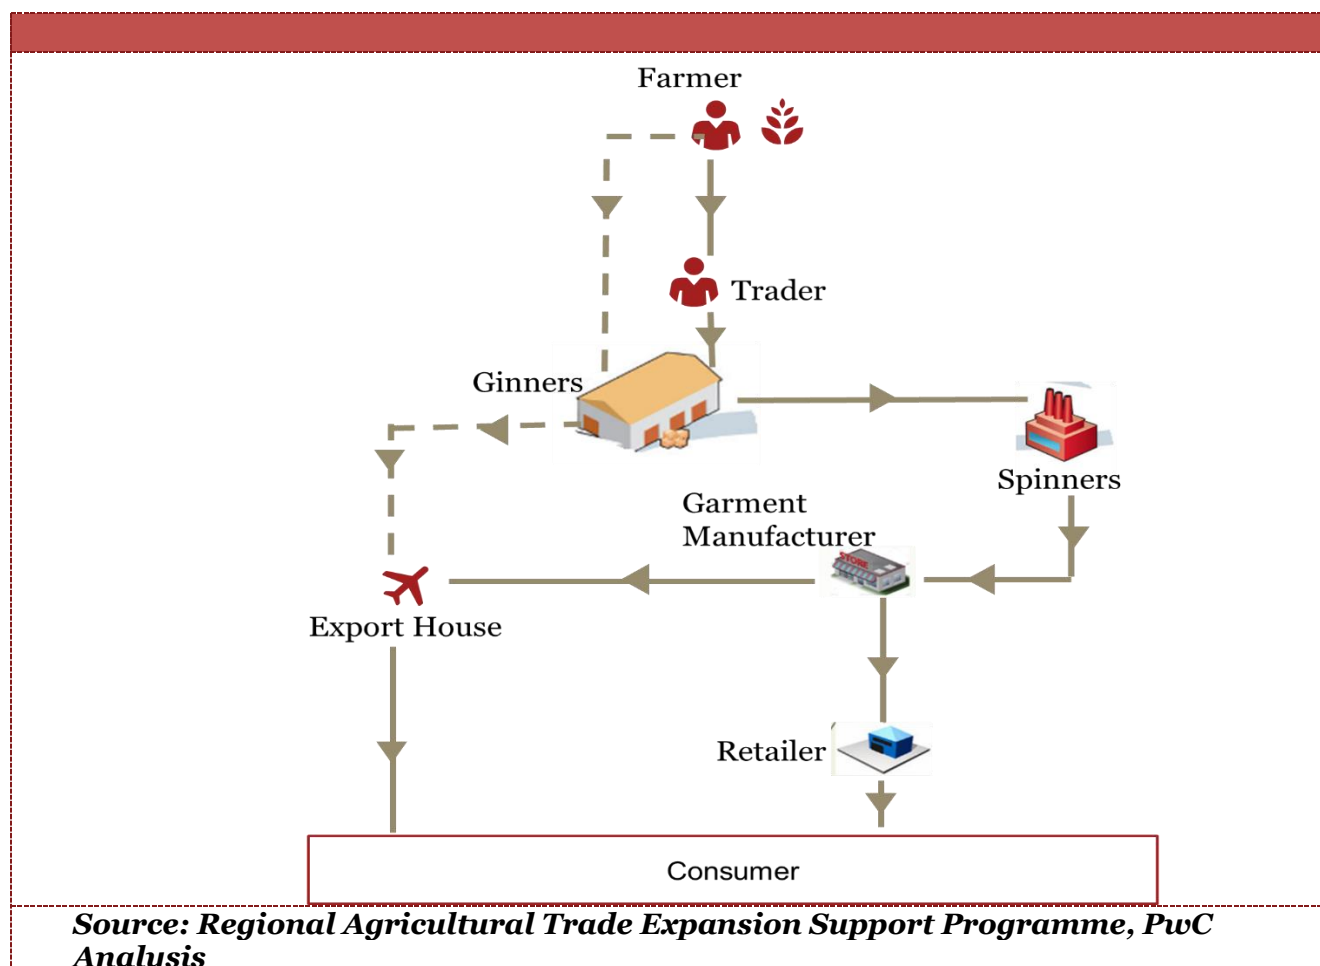 Farmer
Trader
Ginners
Spinners
Garment
Manufacturer
STORE
Export House
Retailer
Consumer
Source: Regional Agricultural Trade Expansion Support Programme, PwC
Analysis